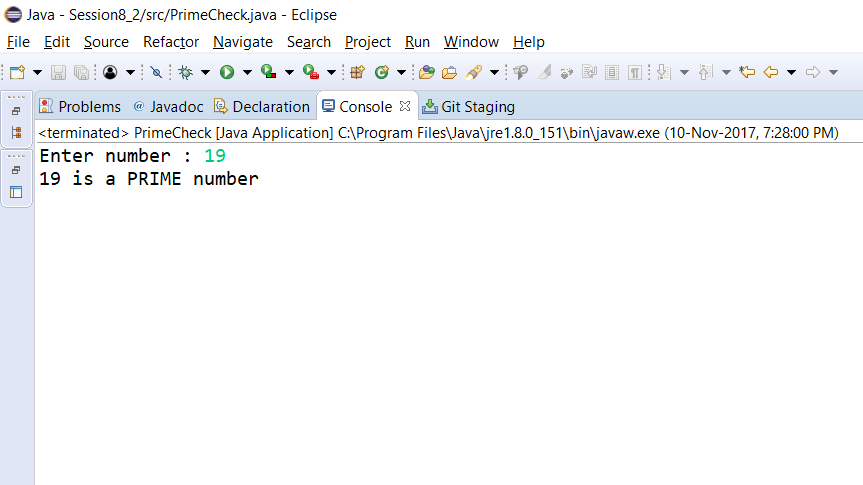 Java - Session8_2/src/PrimeCheck.java - Eclipse
File Edit Source Refactor Navigate Search Project Run Window Help
Problems @ Javadoc Declaration Console Git Staging
<terminated> PrimeCheck [Java Application] C:\Program Files\Java\jre1.8.0_151\bin\javaw.exe (10-Nov-2017, 7:28:00 PM)
Enter number : 19
19 is a PRIME number